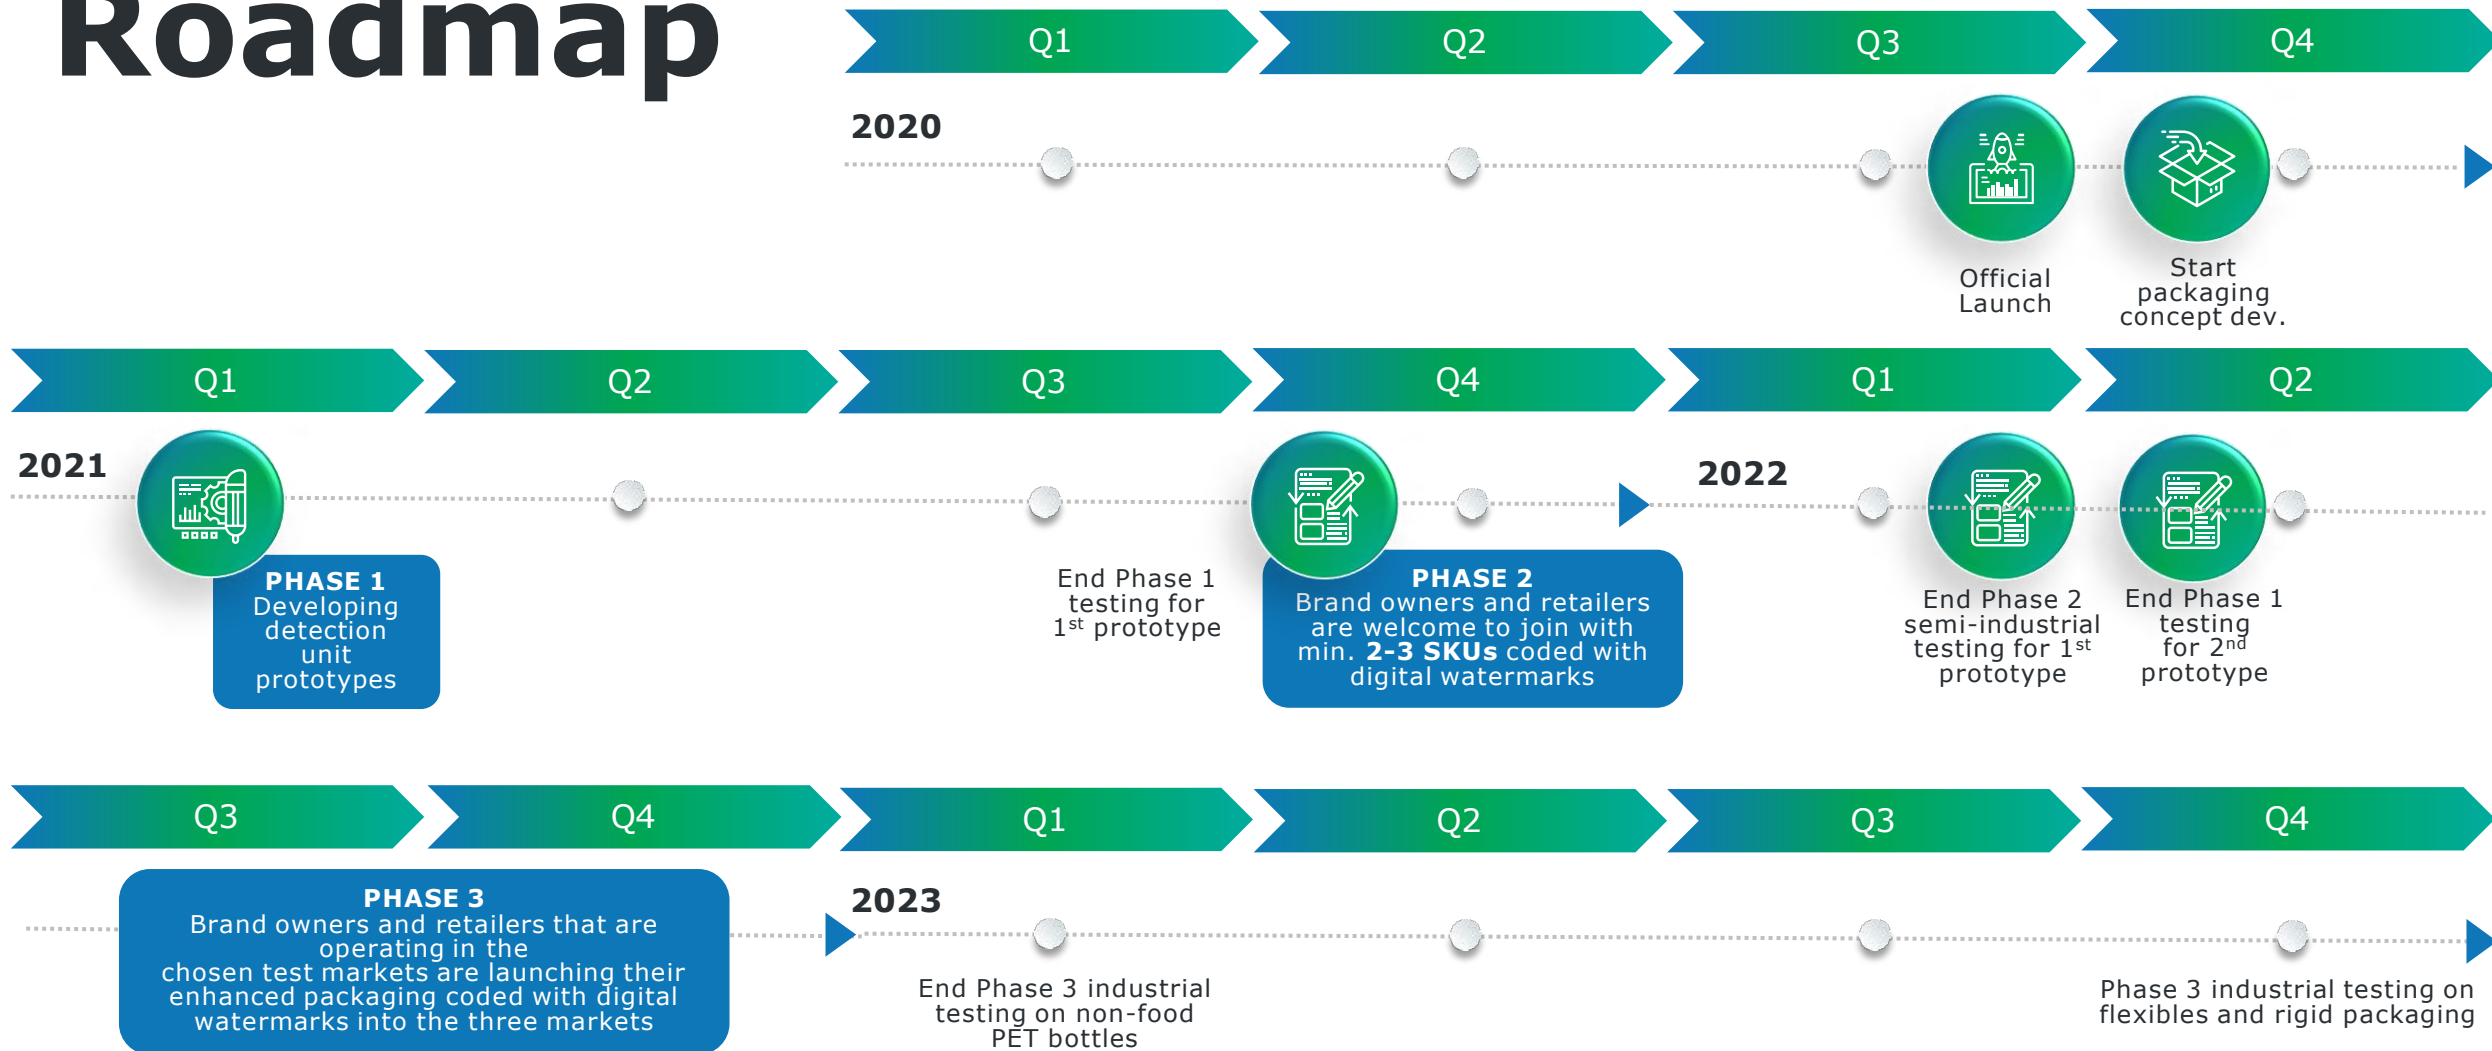 Roadmap
Q1
Q2
Q3
Q4
2020
Official
Launch
Start
packaging
concept dev.
Q1
Q2
Q3
Q4
Q1
Q2
2021
2022
PHASE 1
Developing
detection
unit
prototypes
End Phase 1
testing for
1st prototype
PHASE 2
Brand owners and retailers
are welcome to join with
min. 2-3 SKUs coded with
digital watermarks
End Phase 2
semi-industrial
testing for 1st
prototype
End Phase 1
testing
for 2nd
prototype
Q3
Q4
Q1
Q2
Q3
Q4
PHASE 3
Brand owners and retailers that are
operating in the
chosen test markets are launching their
enhanced packaging coded with digital
watermarks into the three markets
2023
End Phase 3 industrial
testing on non-food
PET bottles
Phase 3 industrial testing on
flexibles and rigid packaging